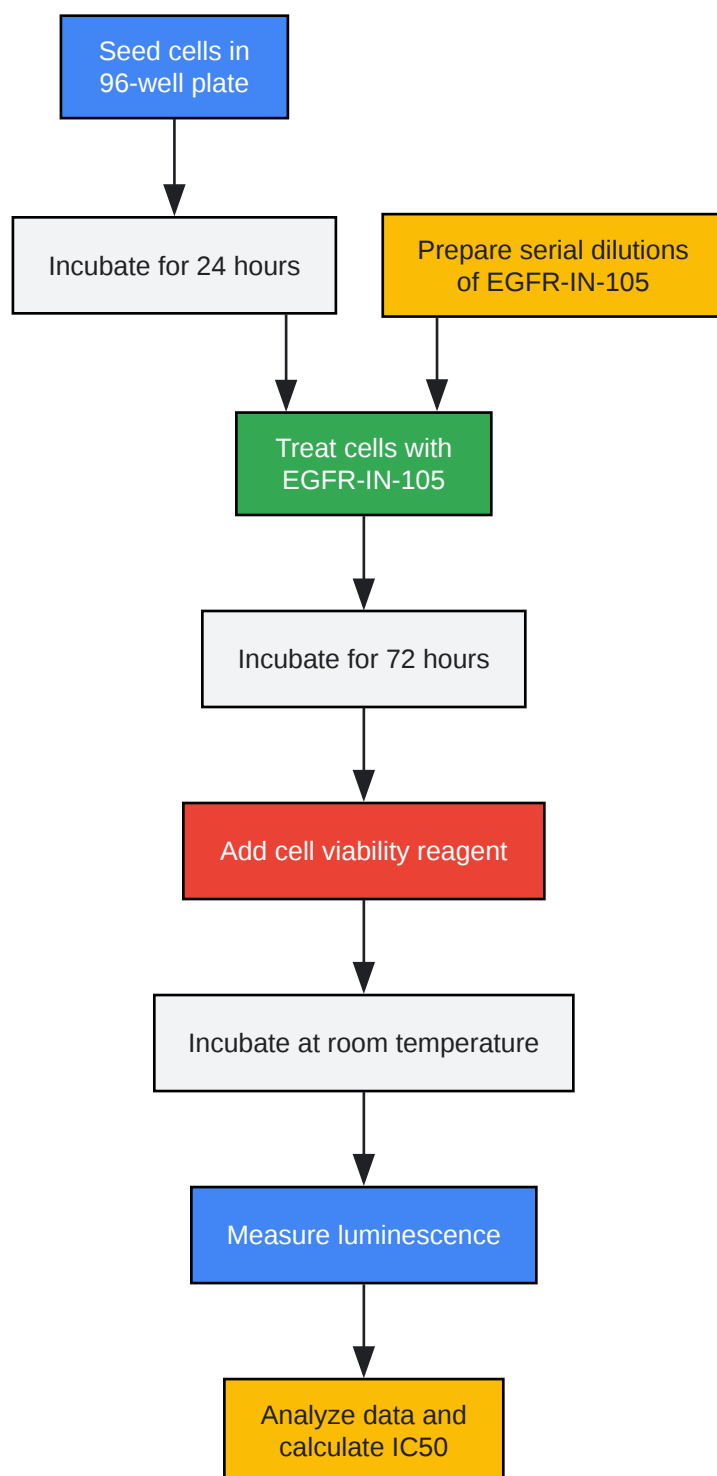 Seed cells in
96-well plate
Incubate for 24 hours
Prepare serial dilutions
of EGFR-IN-105
Treat cells with
EGFR-IN-105
Incubate for 72 hours
Add cell viability reagent
Incubate at room temperature
Measure luminescence
Analyze data and
calculate IC50